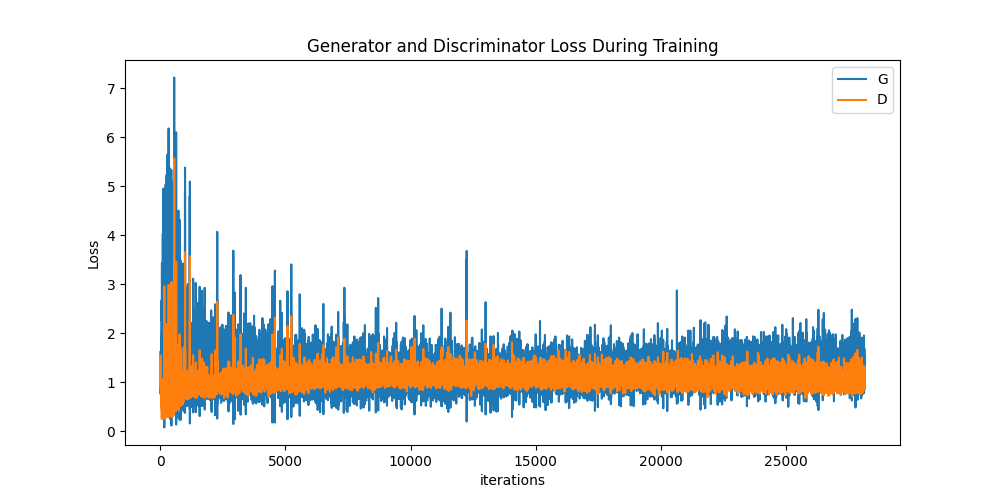 Generator and Discriminator Loss During Training
G
D
7
6
5
4
3
2
1
0
Loss
0 5000 10000 15000 20000 25000
iterations